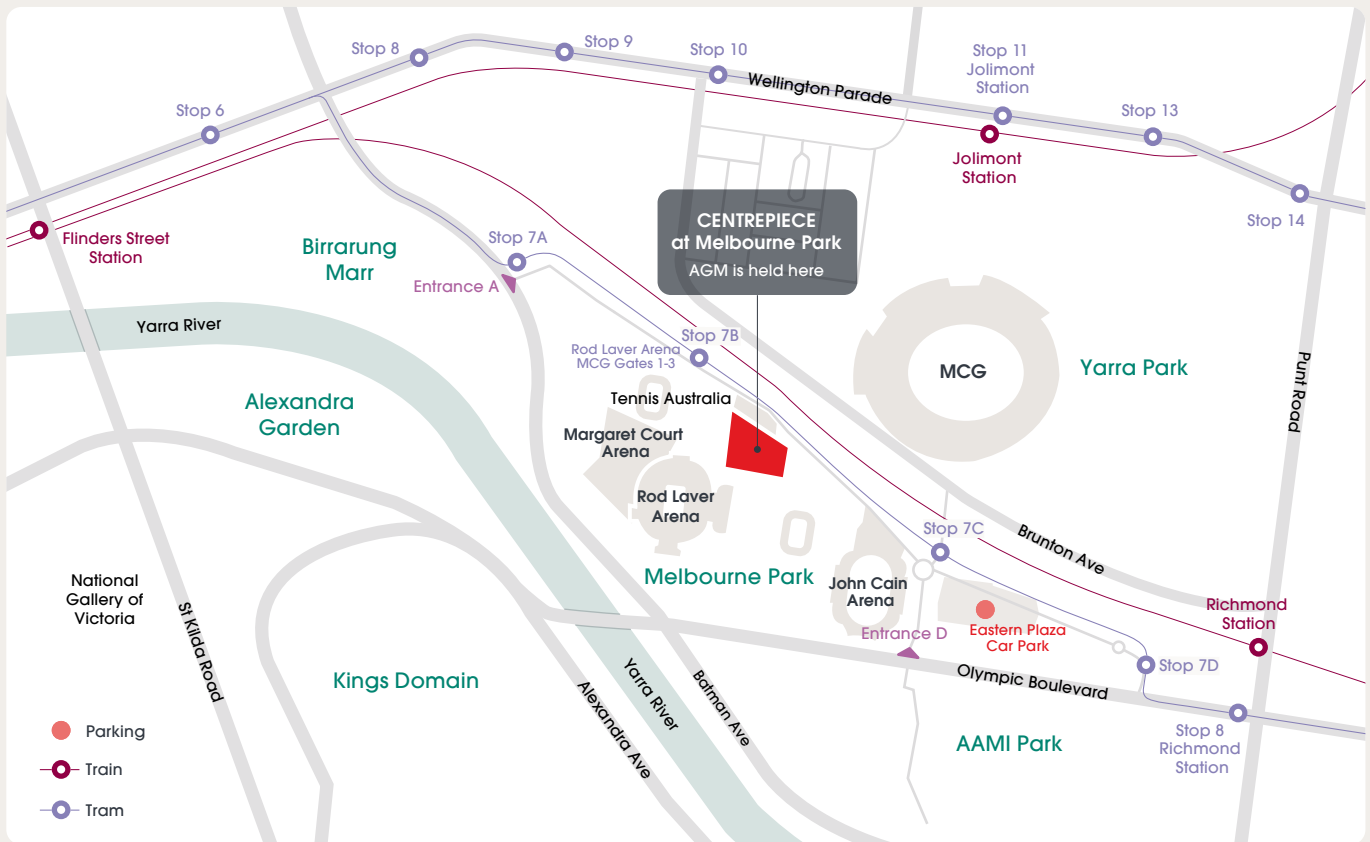 Stop 8
Stop 9
Stop 10
Stop 11
Jolimont
Station
Wellington Parade
Stop 6
Stop 13
Jolimont
Station
Stop 14
CENTREPIECE
at Melbourne Park
AGM is held here
Flinders Street
Station
Birrarung
Marr
Stop 7A
Entrance A
Yarra River
Stop 7B
Rod Laver Arena
MCG Gates 1-3
MCG
Yarra Park
Punt Road
Tennis Australia
Alexandra
Garden
Margaret Court
Arena
Rod Laver
Arena
Stop 7C
Brunton Ave
Melbourne Park
John Cain
Arena
National
Gallery of
Victoria
St Kilda Road
Richmond
Station
Entrance D
Eastern Plaza
Car Park
Stop 7D
Kings Domain
Yarra River
Batman Ave
Alexandra Ave
Olympic Boulevard
AAMI Park
Stop 8
Richmond
Station
Parking
Train
Tram